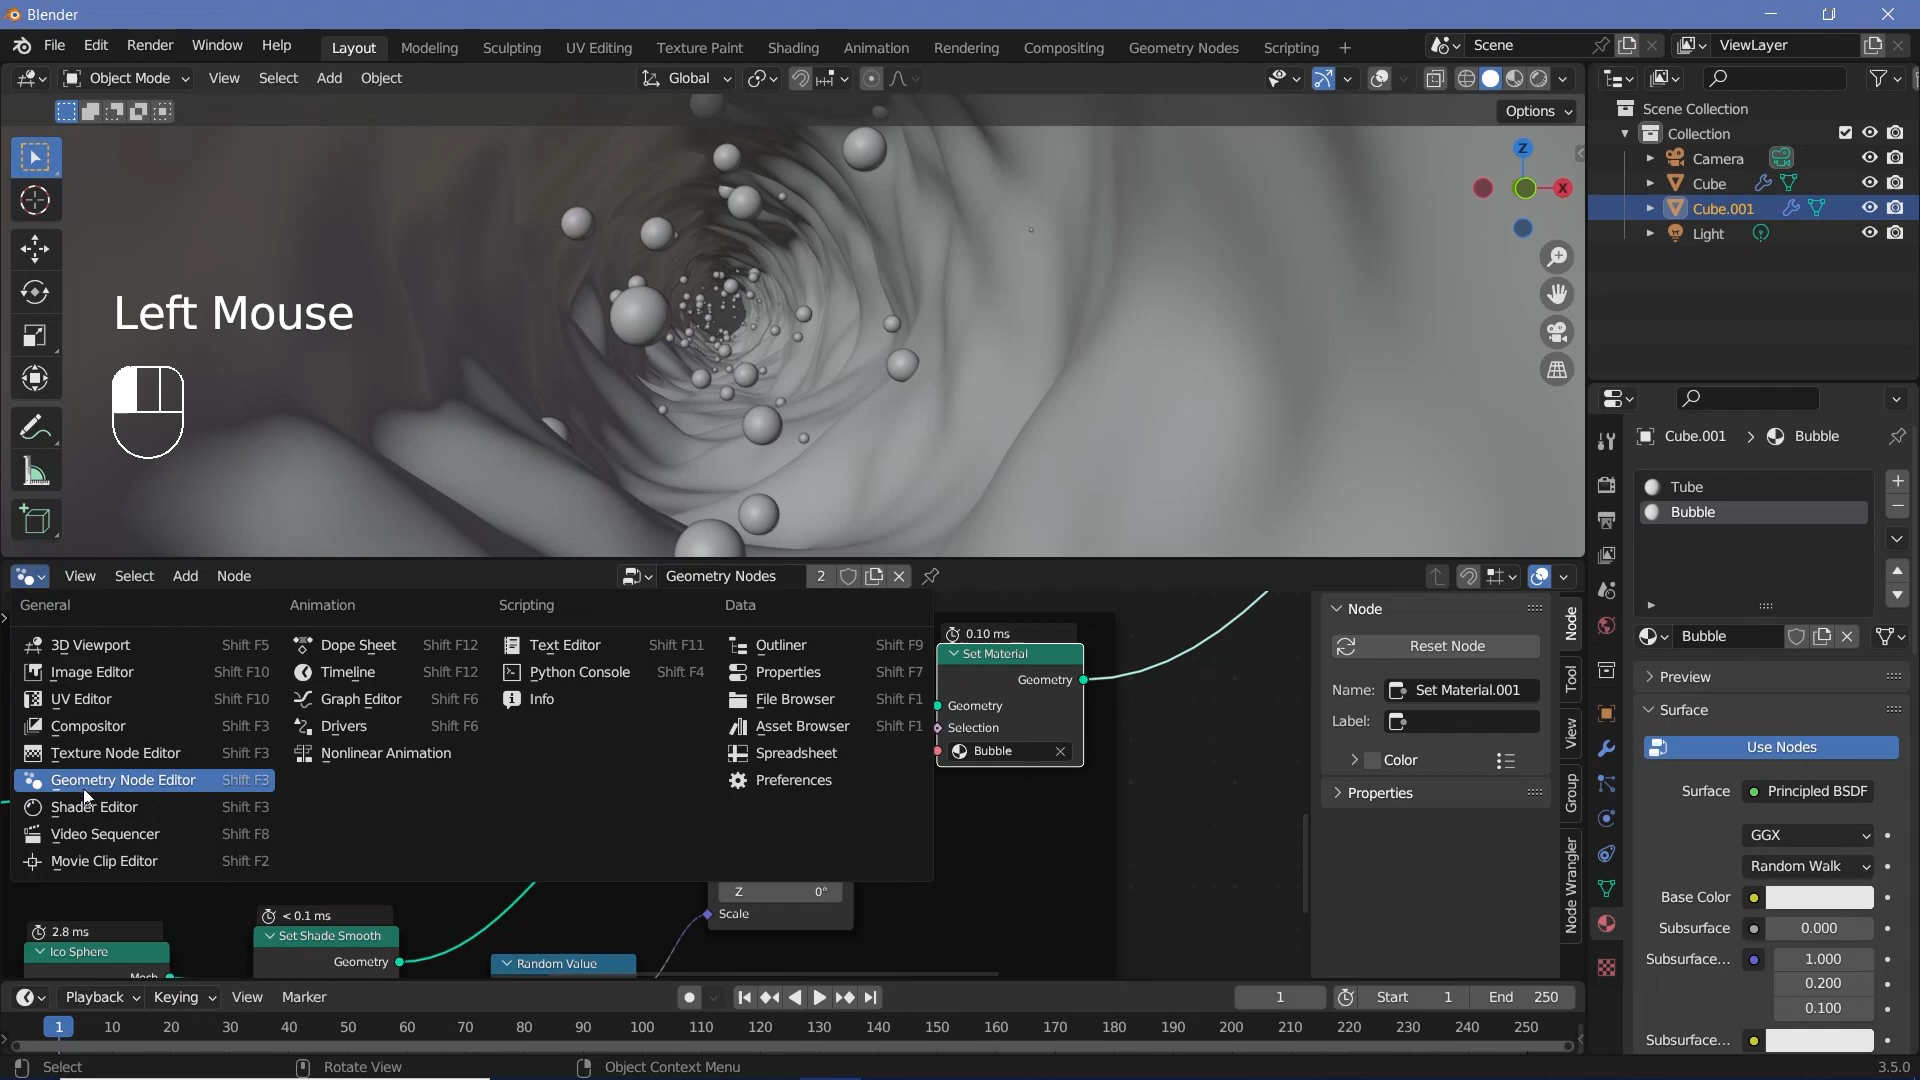 Blender
File Edit Render Window Help
Layout Modeling Sculpting UV Editing Texture Paint Shading Animation Rendering Compositing Geometry Nodes Scripting +
Scene
ViewLayer
Object Mode View Select Add Object
Global
Options
Z
X
Left Mouse
Scene Collection
Collection
Camera
Cube
Cube.001
Light
Cube.001 > Bubble
Tube
Bubble
Bubble
Preview
Surface
Use Nodes
Surface Principled BSDF
GGX
Random Walk
Base Color
Subsurface 0.000
Subsurface... 1.000
0.200
0.100
Subsurface...
View Select Add Node
Geometry Nodes 2
General
3D Viewport Shift F5
Image Editor Shift F10
UV Editor Shift F10
Compositor Shift F3
Texture Node Editor Shift F3
Geometry Node Editor Shift F3
Shader Editor Shift F3
Video Sequencer Shift F8
Movie Clip Editor Shift F2
Animation
Dope Sheet Shift F12
Timeline Shift F12
Graph Editor Shift F6
Drivers Shift F6
Nonlinear Animation
Scripting
Text Editor Shift F11
Python Console Shift F4
Info
Data
Outliner Shift F9
Properties Shift F7
File Browser Shift F1
Asset Browser Shift F1
Spreadsheet
Preferences
0.10 ms
Set Material
Geometry
Geometry
Selection
Bubble
Node
Reset Node
Name: Set Material.001
Label:
Color
Properties
Node
Tool
View
Group
Node Wrangler
Z 0°
Scale
2.8 ms
Ico Sphere
Mesh
< 0.1 ms
Set Shade Smooth
Geometry
Random Value
Playback Keying View Marker
1
Start 1
End 250
1 10 20 30 40 50 60 70 80 90 100 110 120 130 140 150 160 170 180 190 200 210 220 230 240 250
Select
Rotate View
Object Context Menu
3.5.0